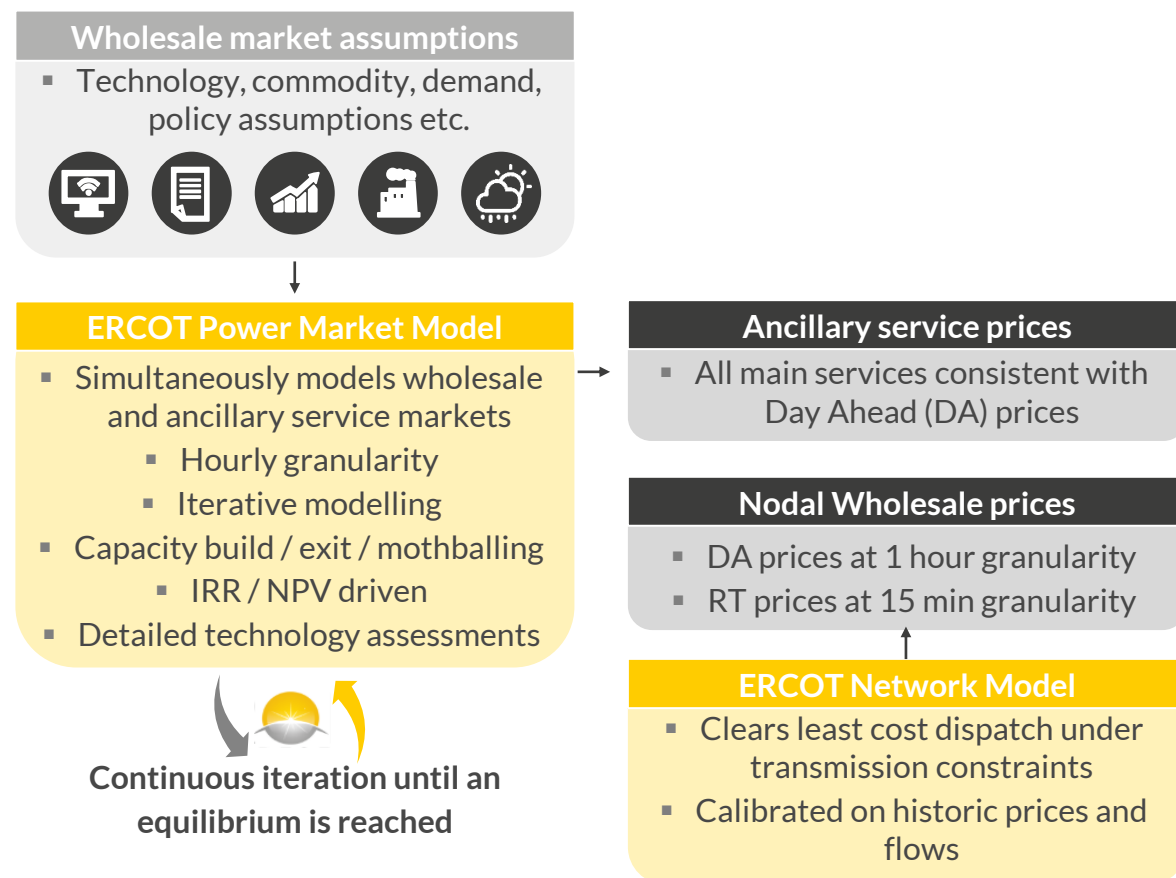 Wholesale market assumptions
▪ Technology, commodity, demand,
policy assumptions etc.
ERCOT Power Market Model
▪ Simultaneously models wholesale
and ancillary service markets
▪ Hourly granularity
▪ Iterative modelling
▪ Capacity build / exit / mothballing
▪ IRR / NPV driven
▪ Detailed technology assessments
Continuous iteration until an
equilibrium is reached
Ancillary service prices
▪ All main services consistent with
Day Ahead (DA) prices
Nodal Wholesale prices
▪ DA prices at 1 hour granularity
▪ RT prices at 15 min granularity
ERCOT Network Model
▪ Clears least cost dispatch under
transmission constraints
▪ Calibrated on historic prices and
flows